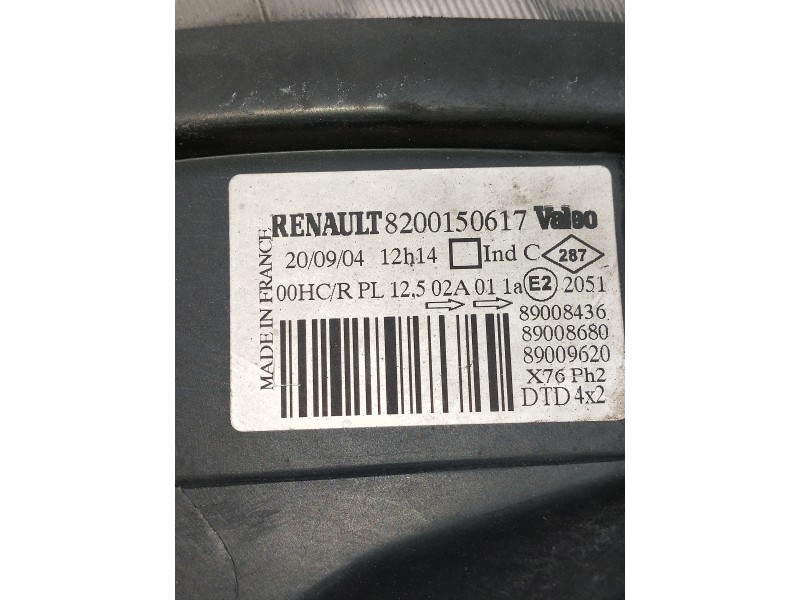 MADE IN FRANCE
RENAULT 8200150617 Valeo
20/09/04 12h14 Ind C 287
00HC/R PL 12,5 02A 01 1a E2 2051
89008436
89008680
89009620
X76 Ph2
DTD 4x2